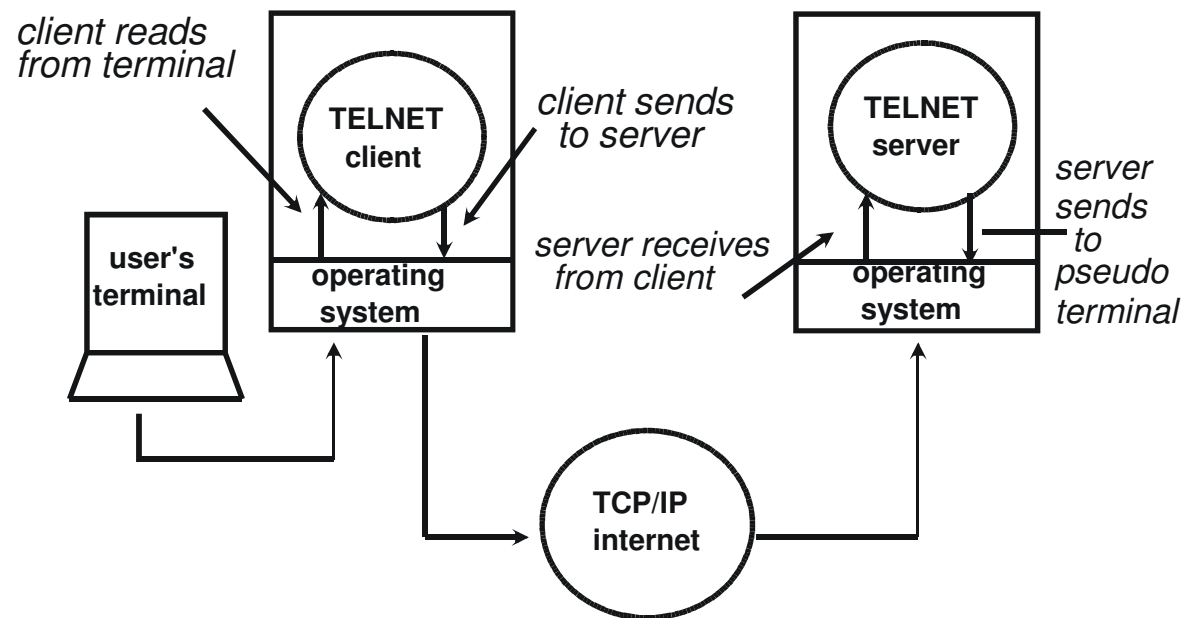 client reads
from terminal
TELNET
client
client sends
to server
TELNET
server
server
sends
to
pseudo
terminal
server receives
from client
user's
terminal
operating
system
operating
system
TCP/IP
internet